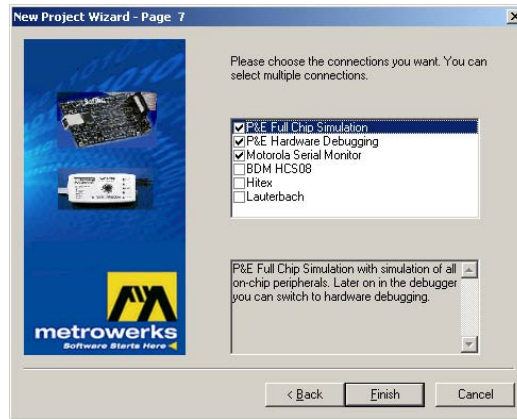 New Project Wizard - Page 7
Please choose the connections you want. You can
select multiple connections.
P&E Full Chip Simulation
P&E Hardware Debugging
Motorola Serial Monitor
BDM HCS08
Hitex
Lauterbach
P&E Full Chip Simulation with simulation of all
on-chip peripherals. Later on in the debugger
you can switch to hardware debugging.
metrowerks
Software Starts Here
< Back
Finish
Cancel